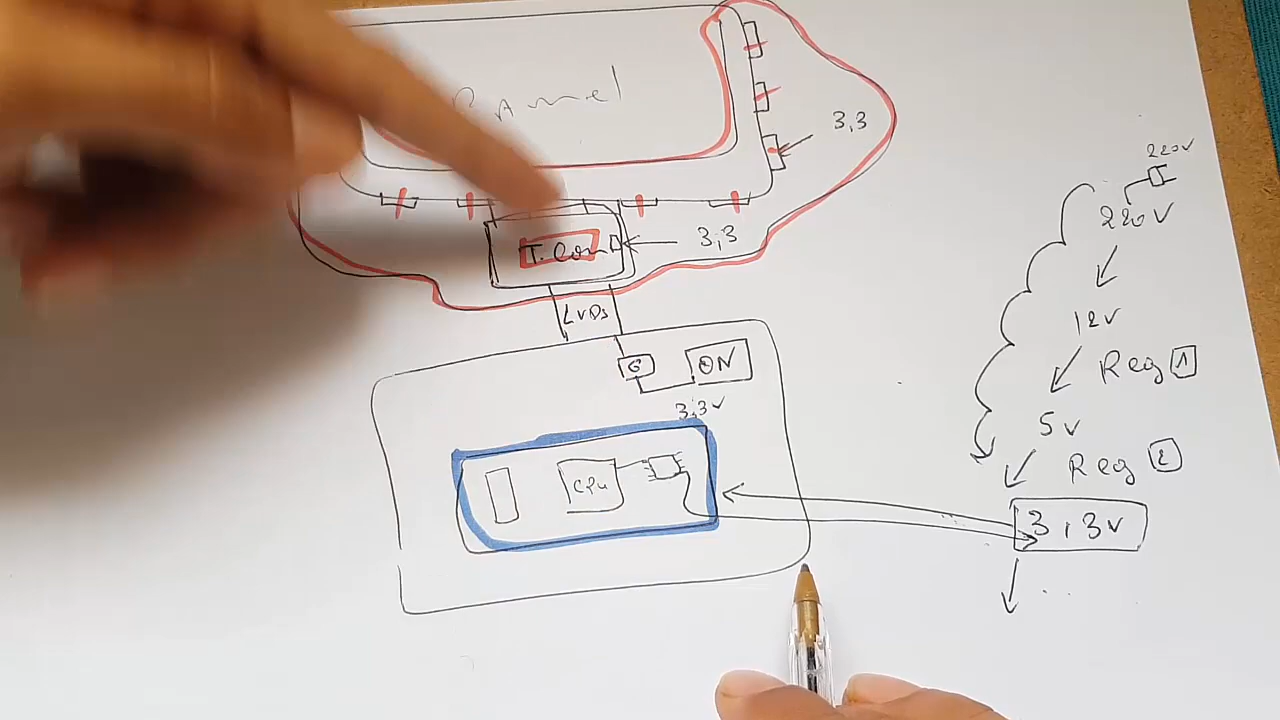 Pannel
3,3
220V
220V
T.Con
3,3
LVDs
12V
G
ON
Reg 1
3,3V
5V
CPu
Reg 2
3,3V